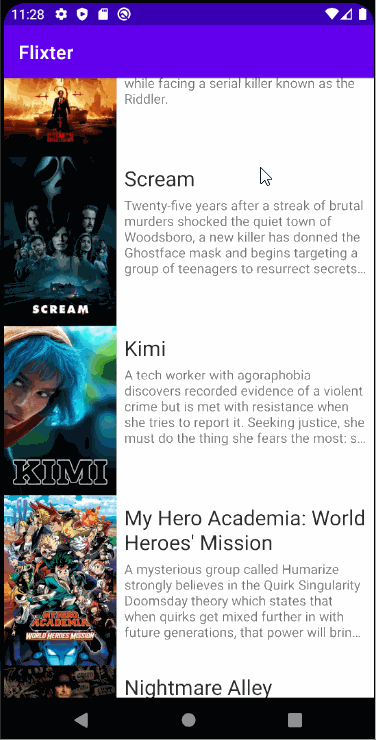 11:28
Flixter
while facing a serial killer known as the
Riddler.
BATMAN
Scream
Twenty-five years after a streak of brutal
murders shocked the quiet town of
Woodsboro, a new killer has donned the
Ghostface mask and begins targeting a
group of teenagers to resurrect secrets…
SCREAM
Kimi
A tech worker with agoraphobia
discovers recorded evidence of a violent
crime but is met with resistance when
she tries to report it. Seeking justice, she
must do the thing she fears the most: s…
KIMI
My Hero Academia: World
Heroes' Mission
A mysterious group called Humarize
strongly believes in the Quirk Singularity
Doomsday theory which states that
when quirks get mixed further in with
future generations, that power will brin…
MY HERO
ACADEMIA
WORLD HEROES MISSION
Nightmare Alley